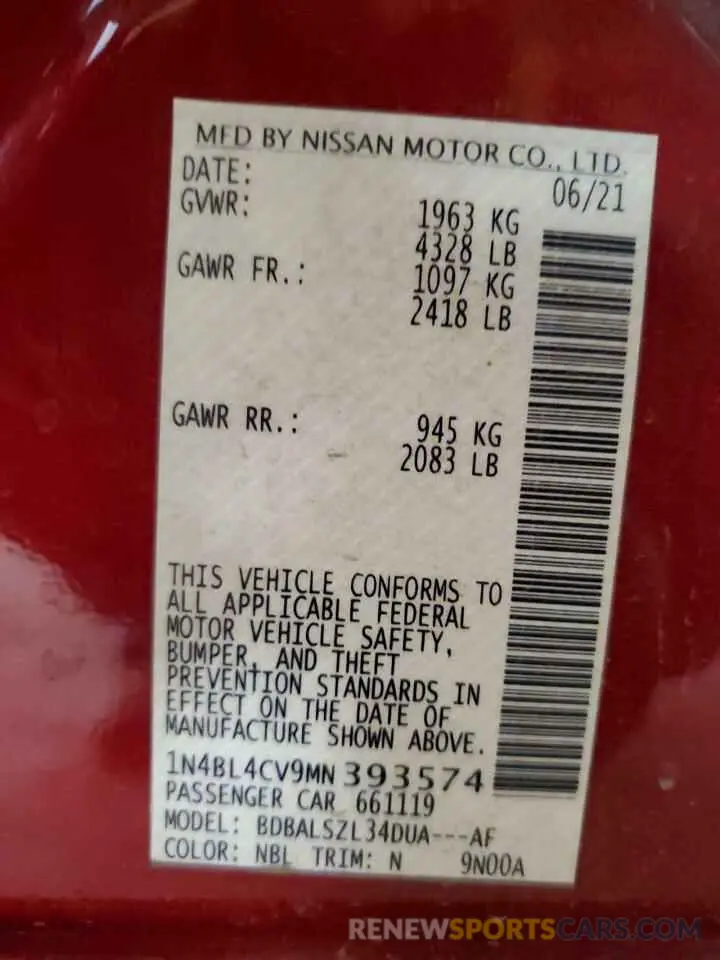 MFD BY NISSAN MOTOR CO., LTD.
DATE: 06/21
GVWR: 1963 KG
4328 LB
GAWR FR.: 1097 KG
2418 LB
GAWR RR.: 945 KG
2083 LB
THIS VEHICLE CONFORMS TO
ALL APPLICABLE FEDERAL
MOTOR VEHICLE SAFETY,
BUMPER, AND THEFT
PREVENTION STANDARDS IN
EFFECT ON THE DATE OF
MANUFACTURE SHOWN ABOVE.
1N4BL4CV9MN393574
PASSENGER CAR 661119
MODEL: BDBALSZL34DUA---AF
COLOR: NBL TRIM: N 9N00A
RENEWSPORTSCARS.COM